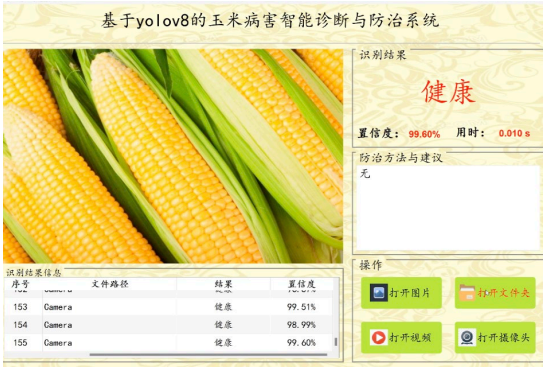 基于yolov8的玉米病害智能诊断与防治系统
识别结果
健康
置信度： 99.60% 用时： 0.010 s
防治方法与建议
无
识别结果信息
序号 文件路径 结果 置信度
153 Camera 健康 99.51%
154 Camera 健康 98.99%
155 Camera 健康 99.60%
操作
打开图片 打开文件夹
打开视频 打开摄像头